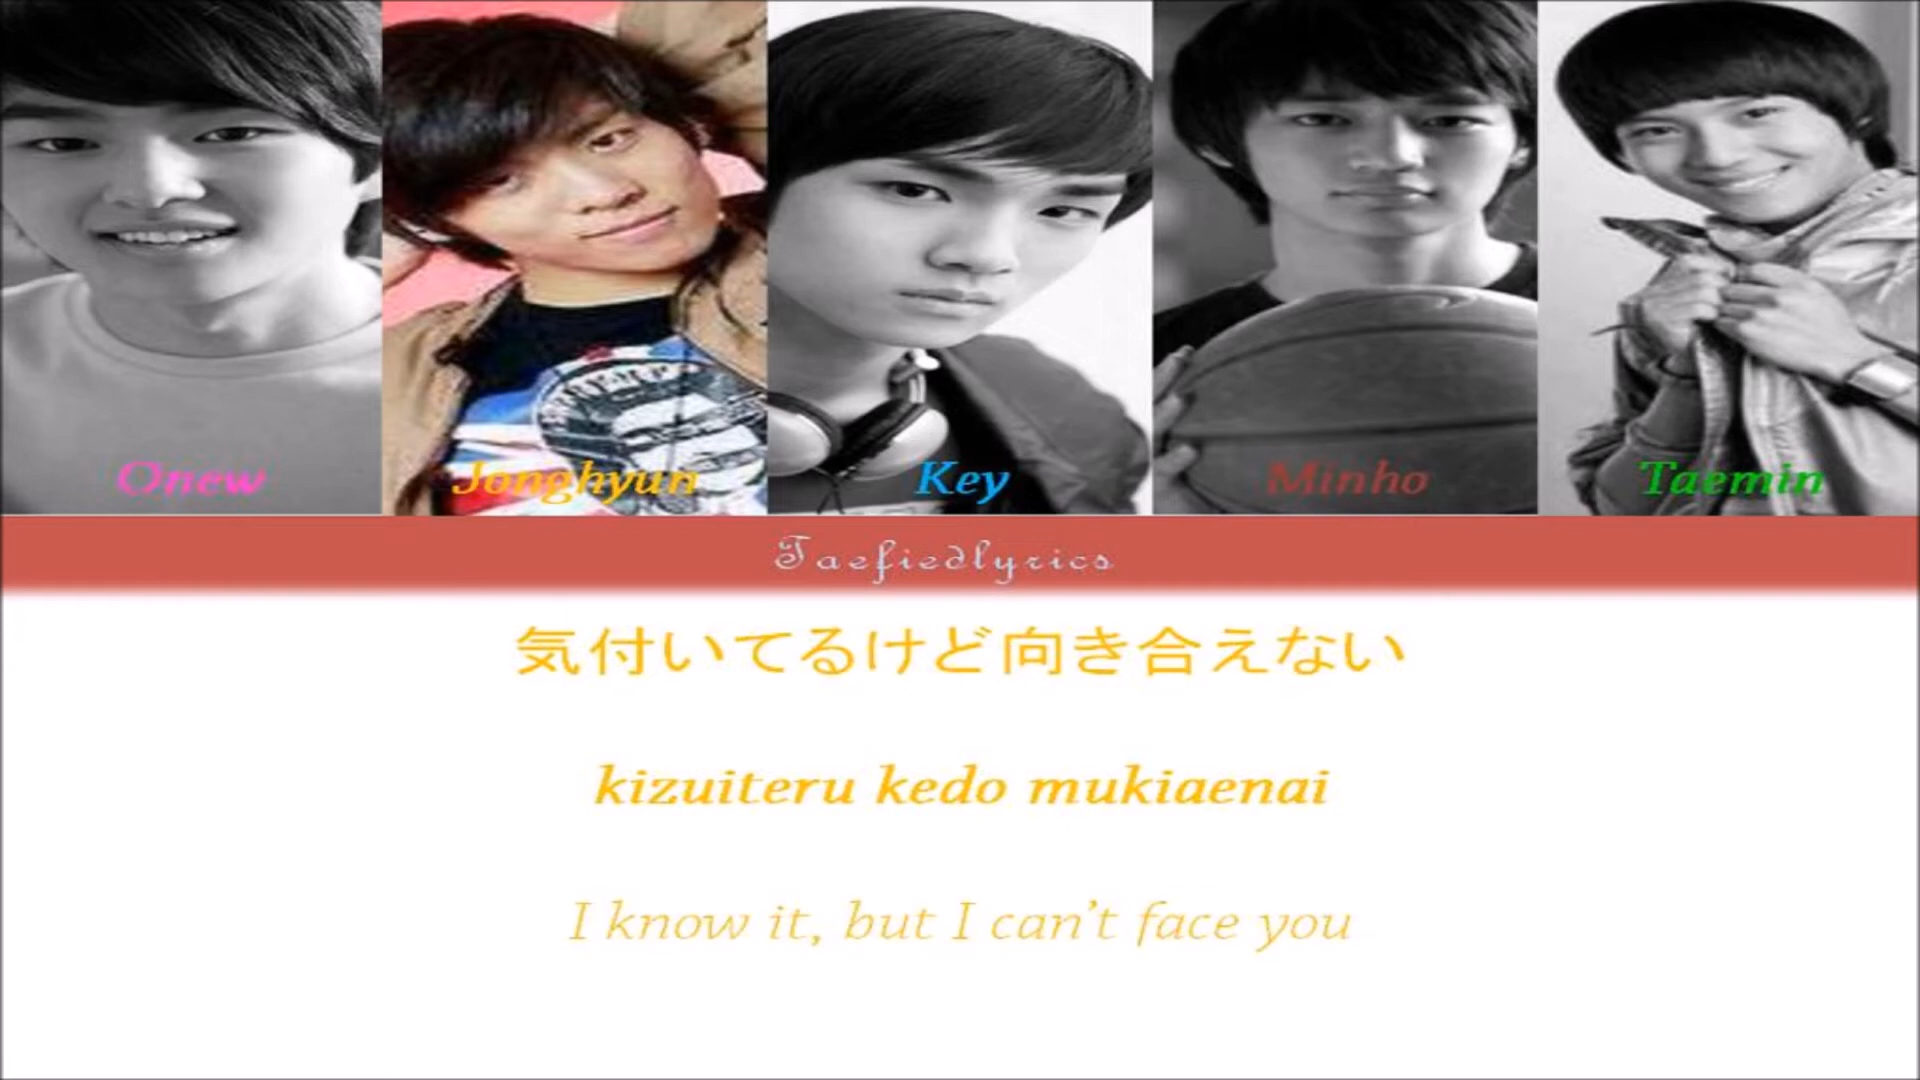 Onew Jonghyun Key Minho Taemin
Taefiedlyrics
気付いてるけど向き合えない
kizuiteru kedo mukiaenai
I know it, but I can't face you